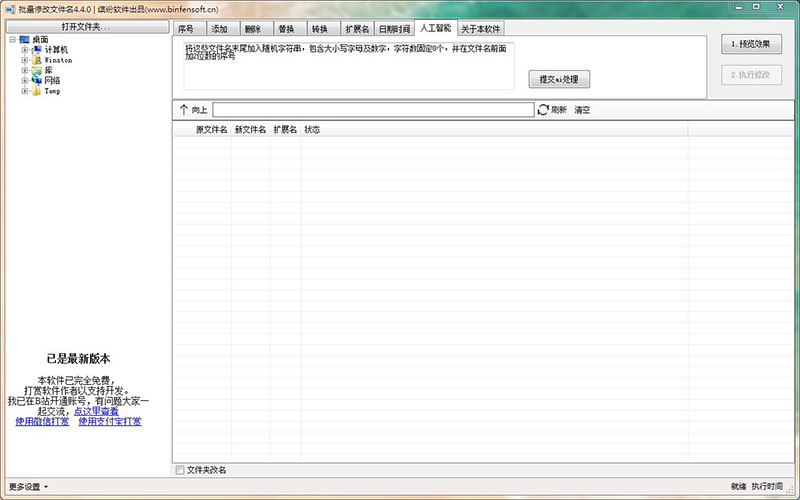 批量修改文件名4.4.0 | 缤纷软件出品(www.binfensoft.cn)
打开文件夹...
桌面
计算机
Winston
库
网络
Temp
已是最新版本
本软件已完全免费,
打赏软件作者以支持开发。
我已在B站开通账号,有问题大家一
起交流,点这里查看
使用微信打赏 使用支付宝打赏
序号 添加 删除 替换 转换 扩展名 日期时间 人工智能 关于本软件
将这些文件名末尾加入随机字符串,包含大小写字母及数字,字符数固定8个,并在文件名前面
加2位数的序号
提交ai处理
1.预览效果
2.执行修改
向上 刷新 清空
原文件名 新文件名 扩展名 状态
文件夹改名
更多设置 就绪 执行时间